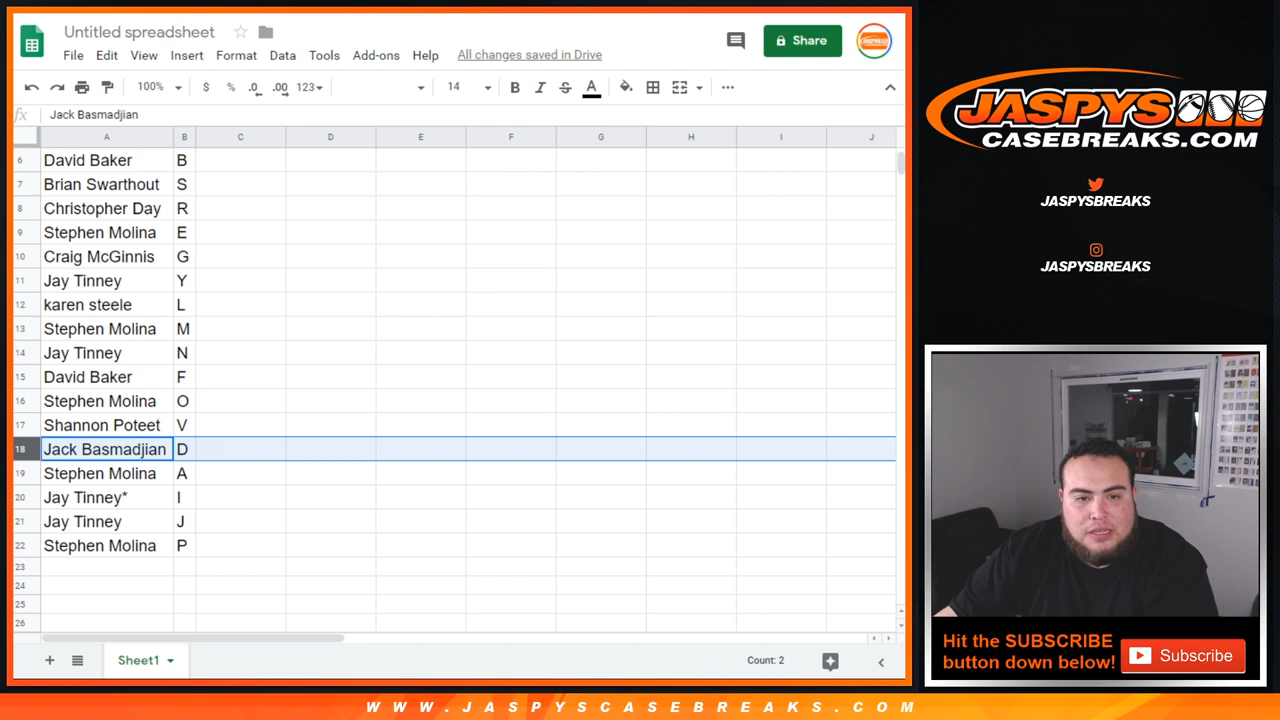 Untitled spreadsheet
File Edit View Insert Format Data Tools Add-ons Help All changes saved in Drive
Share
100% $ % .0 .00 123 14 B I S A
fx Jack Basmadjian
A B C D E F G H I J
6 David Baker B
7 Brian Swarthout S
8 Christopher Day R
9 Stephen Molina E
10 Craig McGinnis G
11 Jay Tinney Y
12 karen steele L
13 Stephen Molina M
14 Jay Tinney N
15 David Baker F
16 Stephen Molina O
17 Shannon Poteet V
18 Jack Basmadjian D
19 Stephen Molina A
20 Jay Tinney* I
21 Jay Tinney J
22 Stephen Molina P
23
24
25
26
Sheet1
Count: 2
JASPYS
CASEBREAKS.COM
JASPYSBREAKS
JASPYSBREAKS
Hit the SUBSCRIBE
button down below!
Subscribe
WWW.JASPYSCASEBREAKS.COM